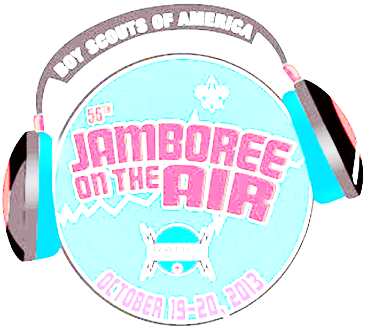 BOY SCOUTS OF AMERICA
56TH
JAMBOREE
ON THE
AIR
OCTOBER 19-20, 2013